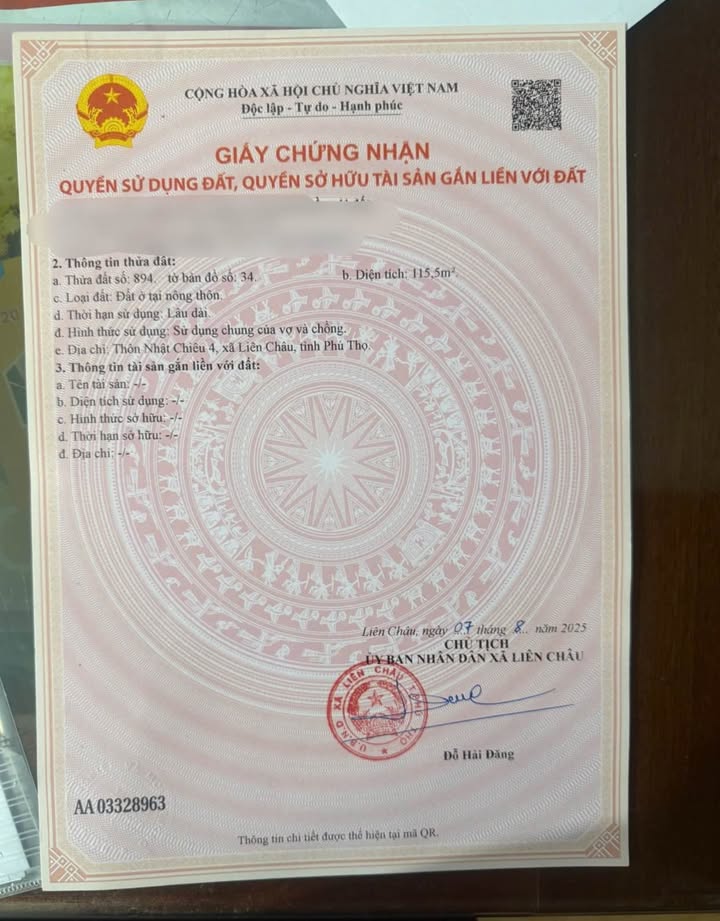 CỘNG HÒA XÃ HỘI CHỦ NGHĨA VIỆT NAM
Độc lập - Tự do - Hạnh phúc
GIẤY CHỨNG NHẬN
QUYỀN SỬ DỤNG ĐẤT, QUYỀN SỞ HỮU TÀI SẢN GẮN LIỀN VỚI ĐẤT
2. Thông tin thửa đất:
a. Thửa đất số: 894. tờ bản đồ số: 34. b. Diện tích: 115,5m².
c. Loại đất: Đất ở tại nông thôn.
d. Thời hạn sử dụng: Lâu dài.
đ. Hình thức sử dụng: Sử dụng chung của vợ và chồng.
e. Địa chỉ: Thôn Nhật Chiêu 4, xã Liên Châu, tỉnh Phú Thọ.
3. Thông tin tài sản gắn liền với đất:
a. Tên tài sản: -/-
b. Diện tích sử dụng: -/-
c. Hình thức sở hữu: -/-
d. Thời hạn sở hữu: -/-
đ. Địa chỉ: -/-
Liên Châu, ngày 07 tháng 8 năm 2025
CHỦ TỊCH
ỦY BAN NHÂN DÂN XÃ LIÊN CHÂU
U.B.N.D XÃ LIÊN CHÂU T.PHÚ THỌ
Đỗ Hải Đăng
AA 03328963
Thông tin chi tiết được thể hiện tại mã QR.